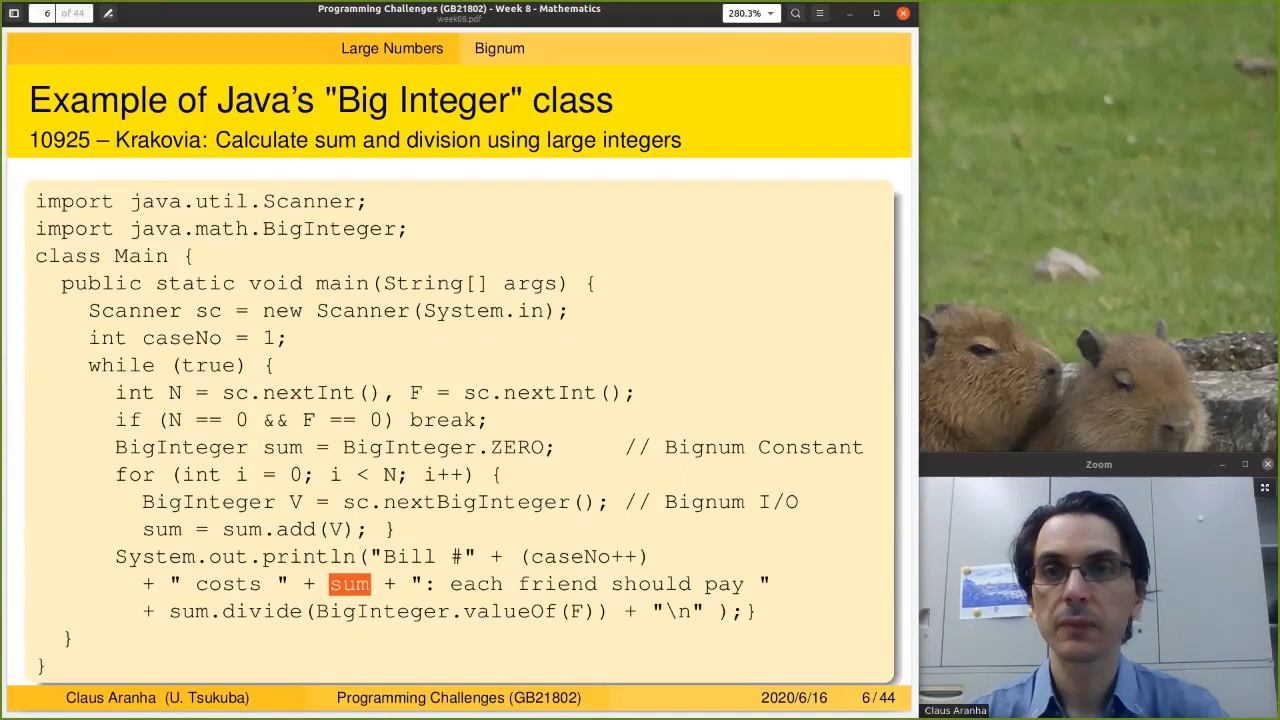 6 of 44
Programming Challenges (GB21802) - Week 8 - Mathematics
week08.pdf
280.3%
Large Numbers Bignum
Example of Java's "Big Integer" class
10925 – Krakovia: Calculate sum and division using large integers
import java.util.Scanner;
import java.math.BigInteger;
class Main {
public static void main(String[] args) {
Scanner sc = new Scanner(System.in);
int caseNo = 1;
while (true) {
int N = sc.nextInt(), F = sc.nextInt();
if (N == 0 && F == 0) break;
BigInteger sum = BigInteger.ZERO; // Bignum Constant
for (int i = 0; i < N; i++) {
BigInteger V = sc.nextBigInteger(); // Bignum I/O
sum = sum.add(V); }
System.out.println("Bill #" + (caseNo++)
+ " costs " + sum + ": each friend should pay "
+ sum.divide(BigInteger.valueOf(F)) + "\n" );}
}
}
Claus Aranha (U. Tsukuba) Programming Challenges (GB21802) 2020/6/16 6 / 44
Zoom
Claus Aranha